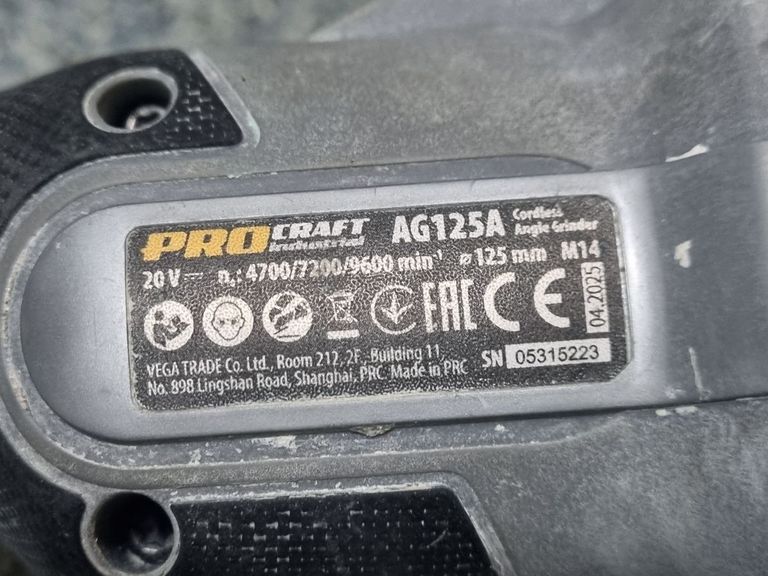 PROCRAFT AG125A Cordless Angle Grinder
20 V ⎓ n₀: 4700/7200/9600 min⁻¹ ø 125 mm M14
EAC CE 04.2025
VEGA TRADE Co. Ltd., Room 212, 2F., Building 11,
No. 898 Lingshan Road, Shanghai, PRC. Made in PRC
SN 05315223